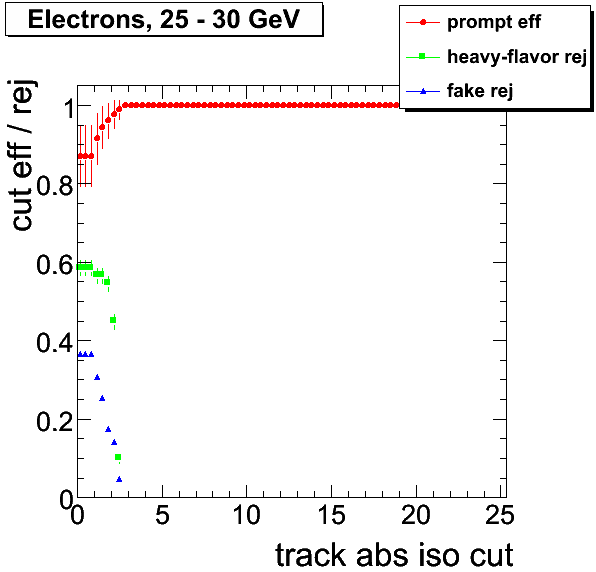 Electrons, 25 - 30 GeV
prompt eff
heavy-flavor rej
fake rej
cut eff / rej
1
0.8
0.6
0.4
0.2
0
0 5 10 15 20 25
track abs iso cut